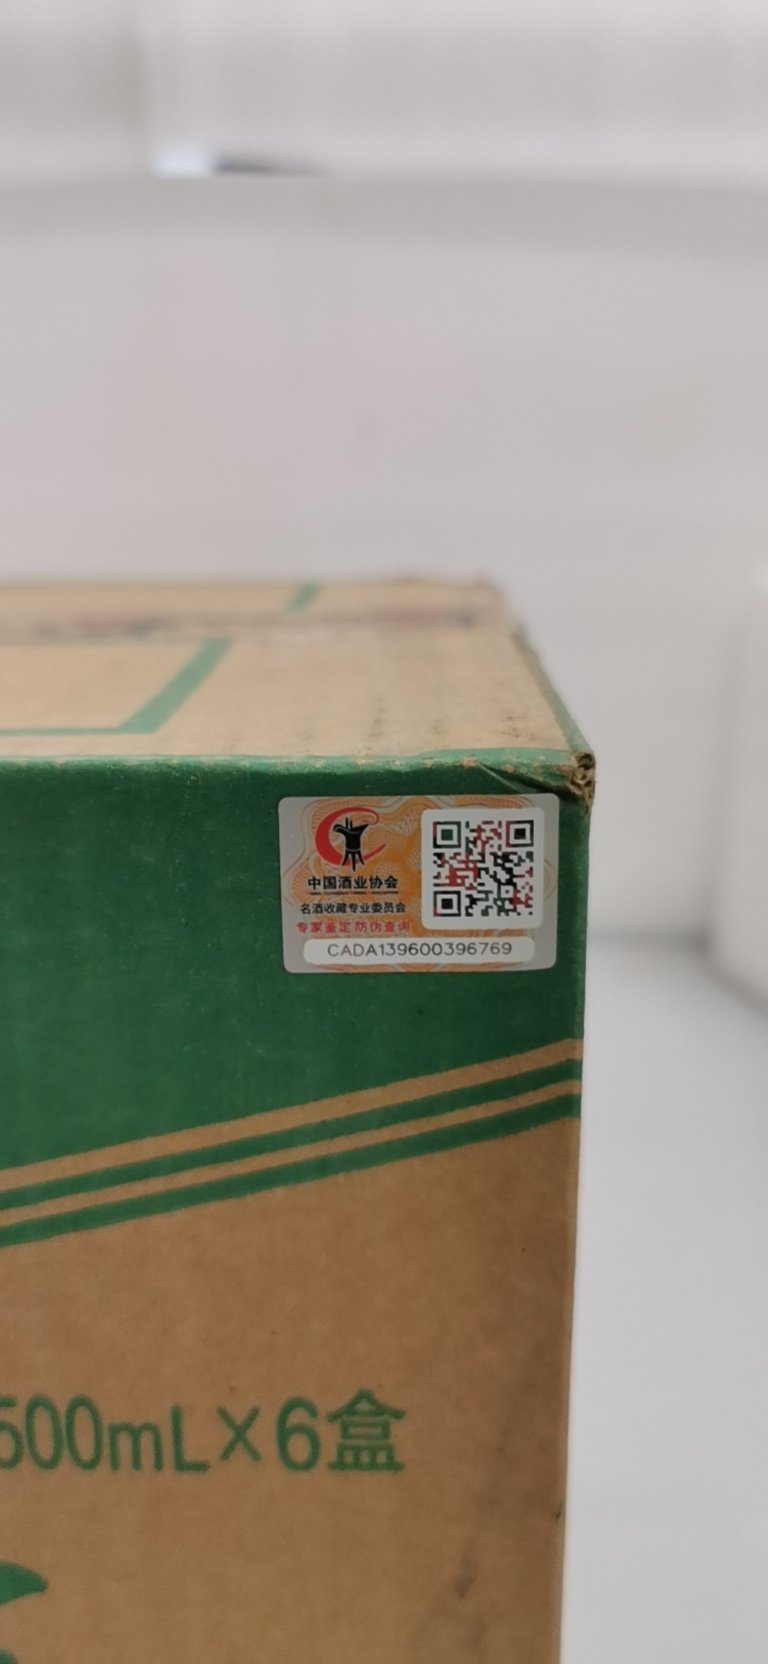 中国酒业协会
名酒收藏专业委员会
专家鉴定 防伪查询
CADA139600396769
500mL×6盒